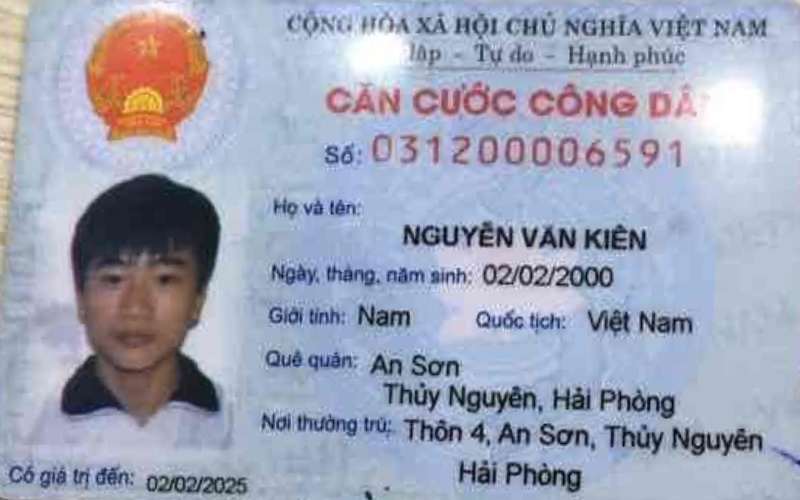 CỘNG HÒA XÃ HỘI CHỦ NGHĨA VIỆT NAM
lập - Tự do - Hạnh phúc
CĂN CƯỚC CÔNG
Số: 031200006591
Họ và tên:
NGUYỄN VĂN KIÊN
Ngày, tháng, năm sinh: 02/02/2000
Giới tính: Nam Quốc tịch: Việt Nam
Quê quán: An Sơn
Thủy Nguyên, Hải Phòng
Nơi thường trú: Thôn 4, An Sơn, Thủy Nguyên
Hải Phòng
Có giá trị đến: 02/02/2025